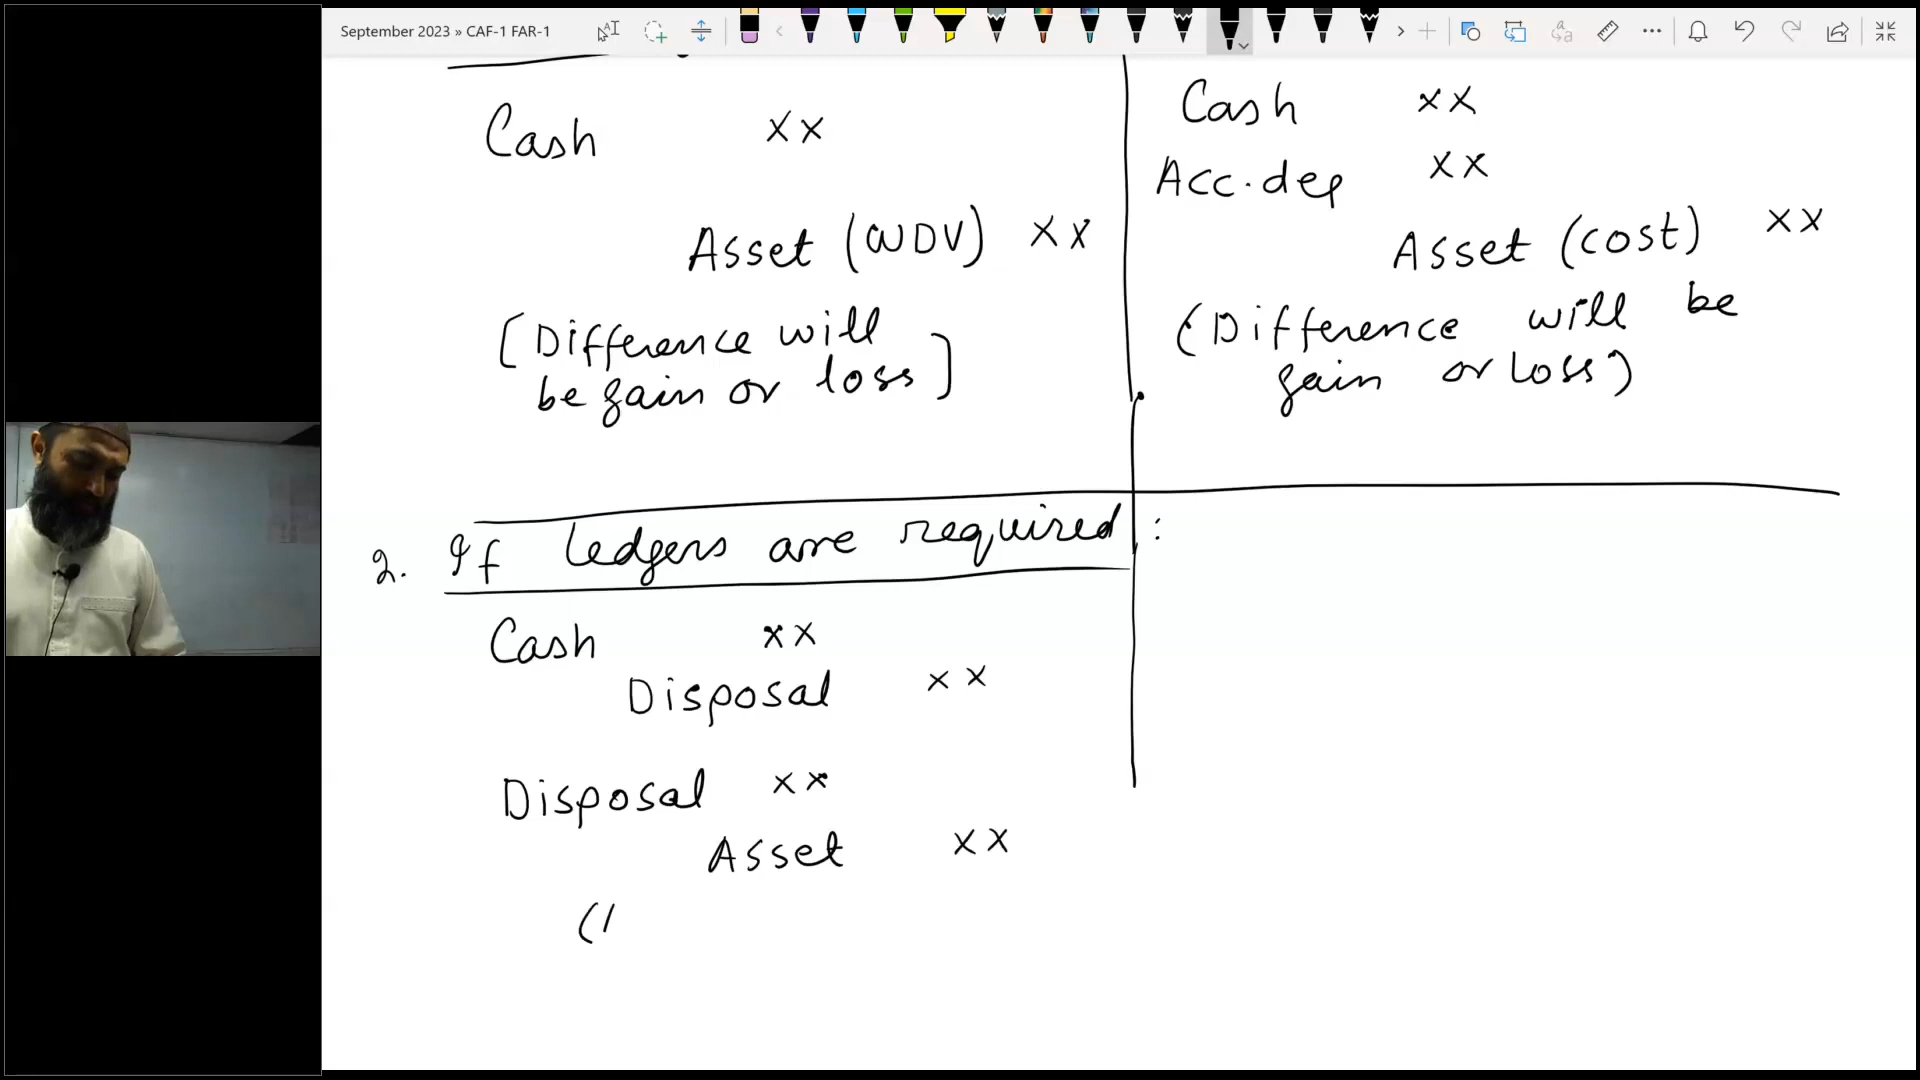 September 2023 » CAF-1 FAR-1
Cash xx
Asset (WDV) xx
[Difference will
be gain or loss]
Cash xx
Acc.dep xx
Asset (cost) xx
(Difference will be
gain or loss)
2. If ledgers are required:
Cash xx
Disposal xx
Disposal xx
Asset xx
(